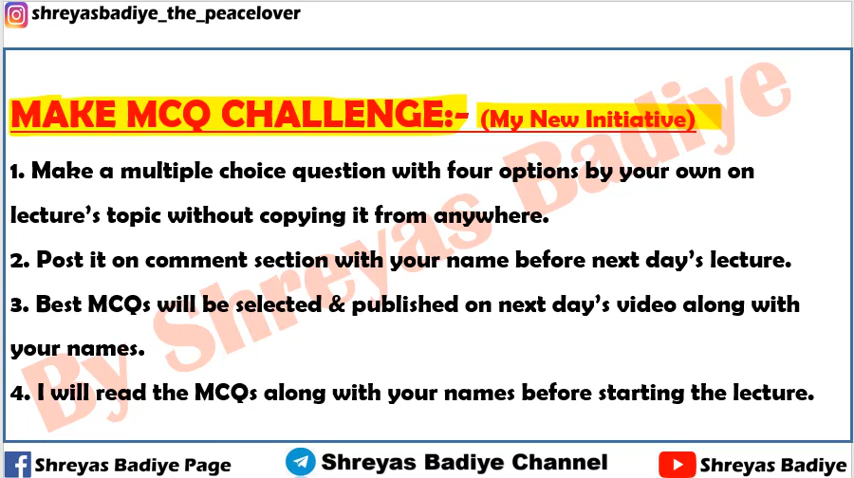 shreyasbadiye_the_peacelover
MAKE MCQ CHALLENGE:- (My New Initiative)
1. Make a multiple choice question with four options by your own on
lecture's topic without copying it from anywhere.
2. Post it on comment section with your name before next day's lecture.
3. Best MCQs will be selected & published on next day's video along with
your names.
4. I will read the MCQs along with your names before starting the lecture.
By Shreyas Badiye
Shreyas Badiye Page
Shreyas Badiye Channel
Shreyas Badiye